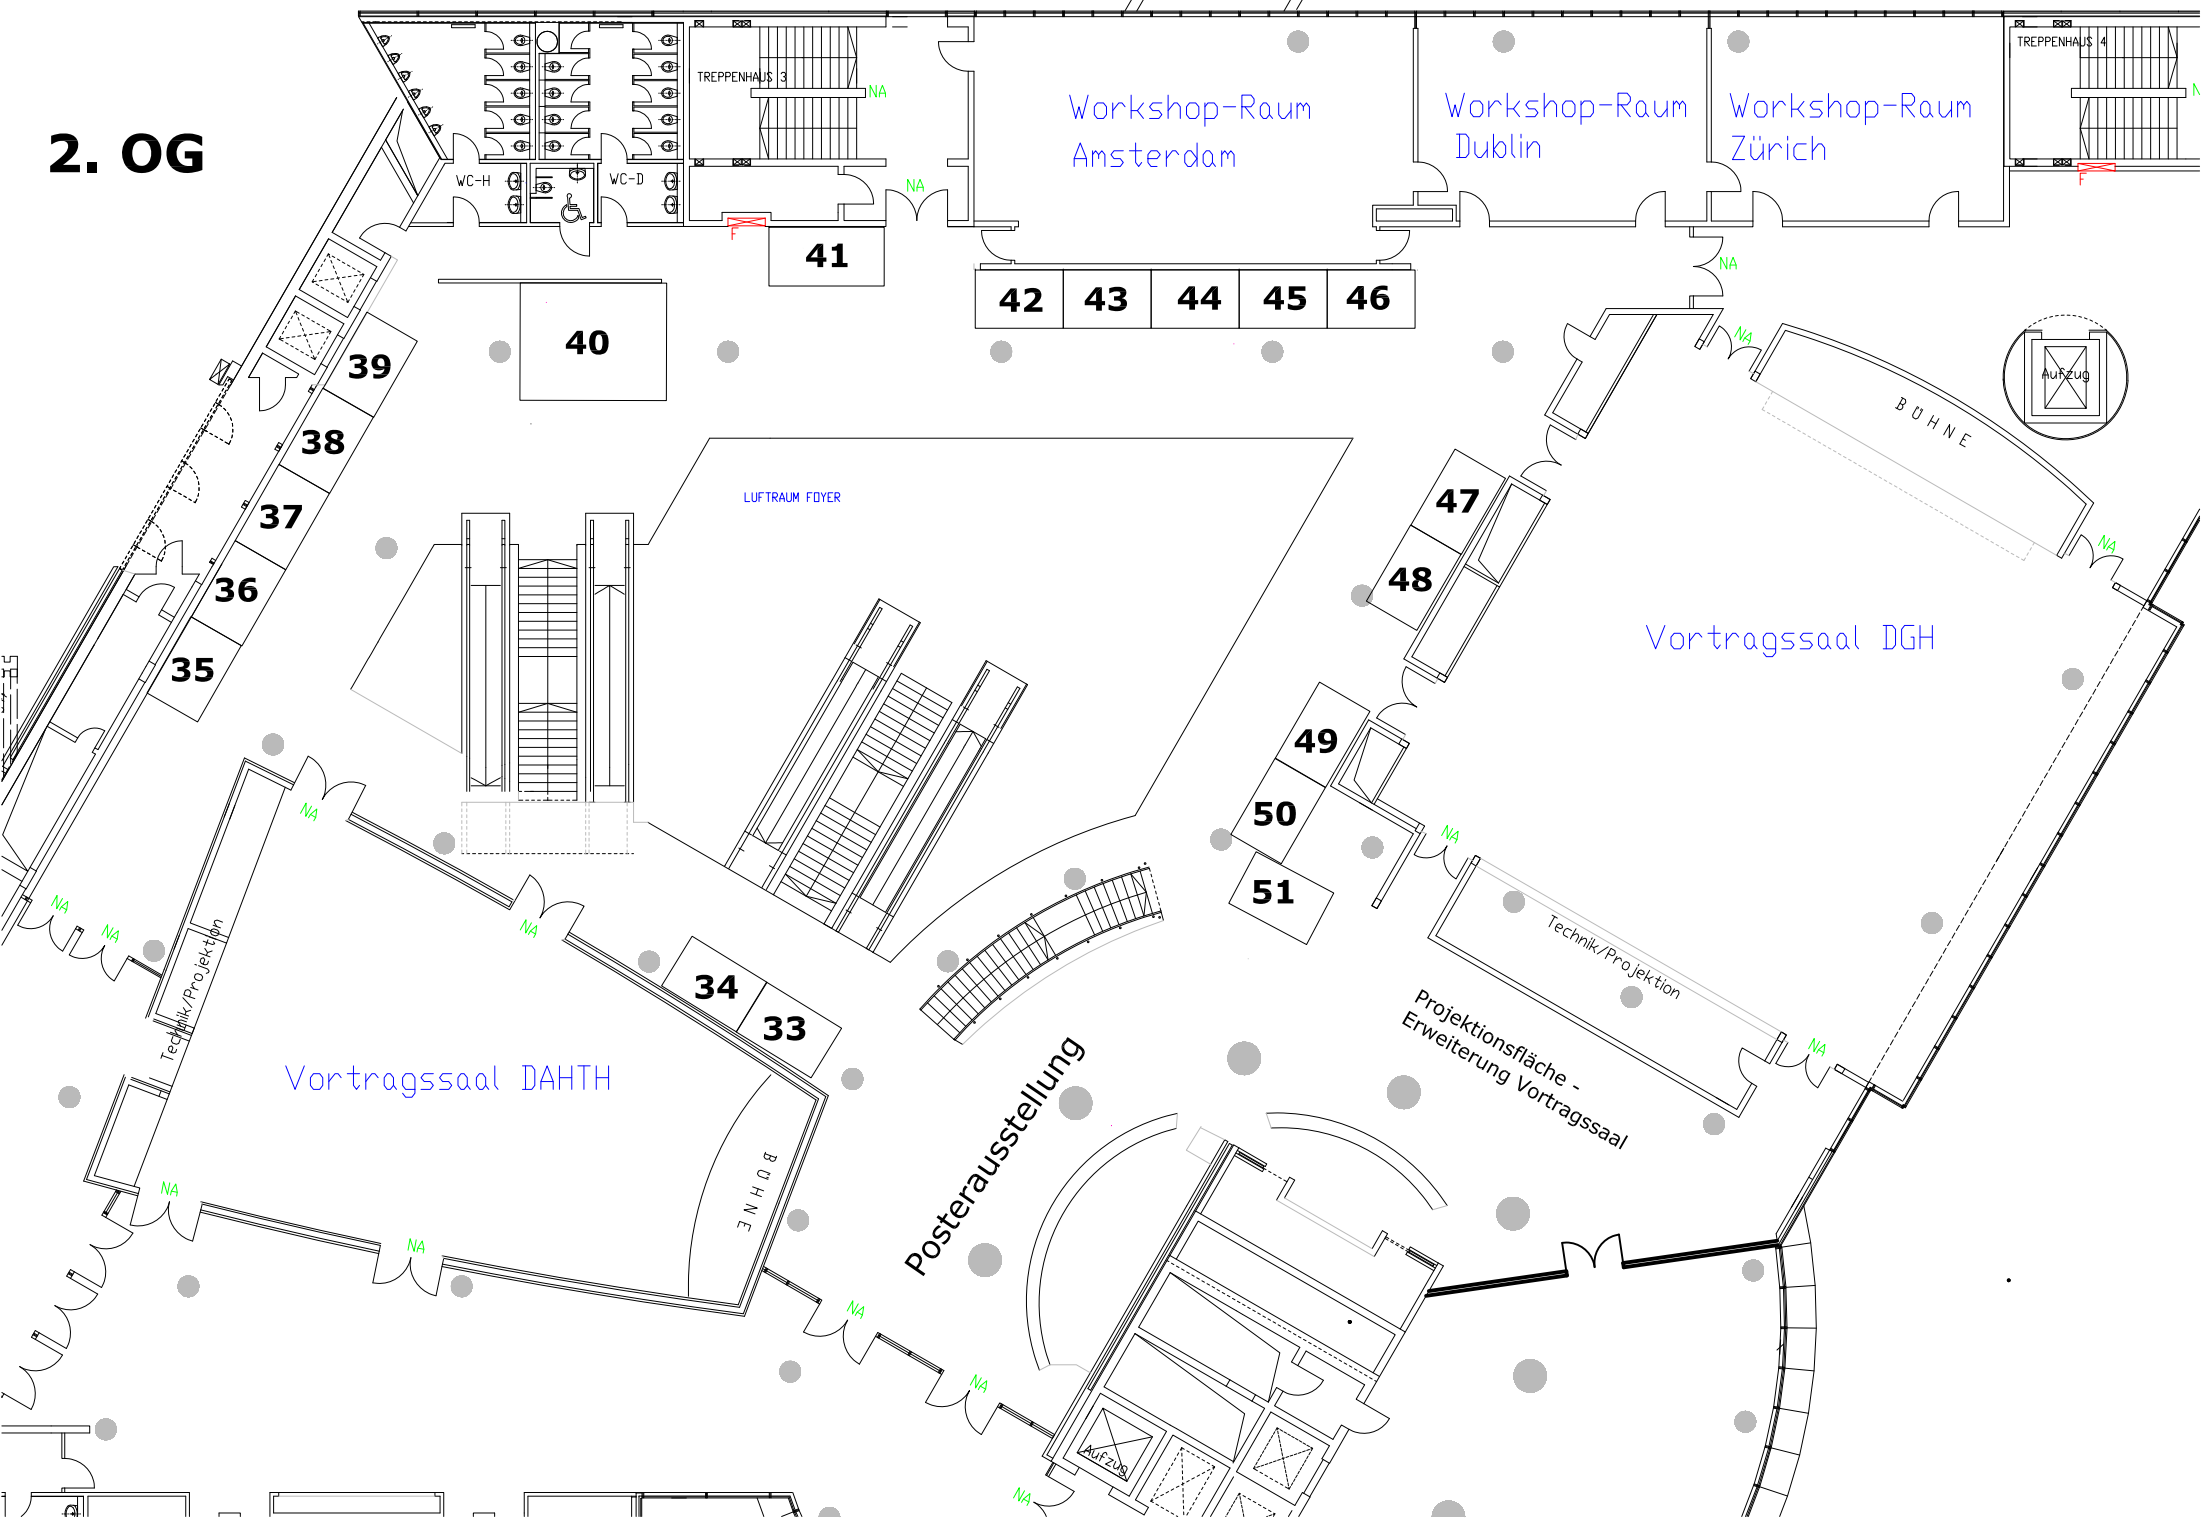 2. OG
TREPPENHAUS 3
NA
Workshop-Raum
Amsterdam
Workshop-Raum
Dublin
Workshop-Raum
Zürich
TREPPENHAUS 4
WC-H
WC-D
NA
F
F
41
40
42
43
44
45
46
NA
NA
Aufzug
BÜHNE
39
38
37
36
35
LUFTRAUM FOYER
47
48
NA
Vortragssaal DGH
49
50
51
NA
NA
NA
NA
NA
Technik/Projektion
34
33
Technik/Projektion
Projektionsfläche -
Erweiterung Vortragssaal
NA
Vortragssaal DAHTH
BÜHNE
Posterausstellung
NA
NA
NA
NA
Aufzug
NA